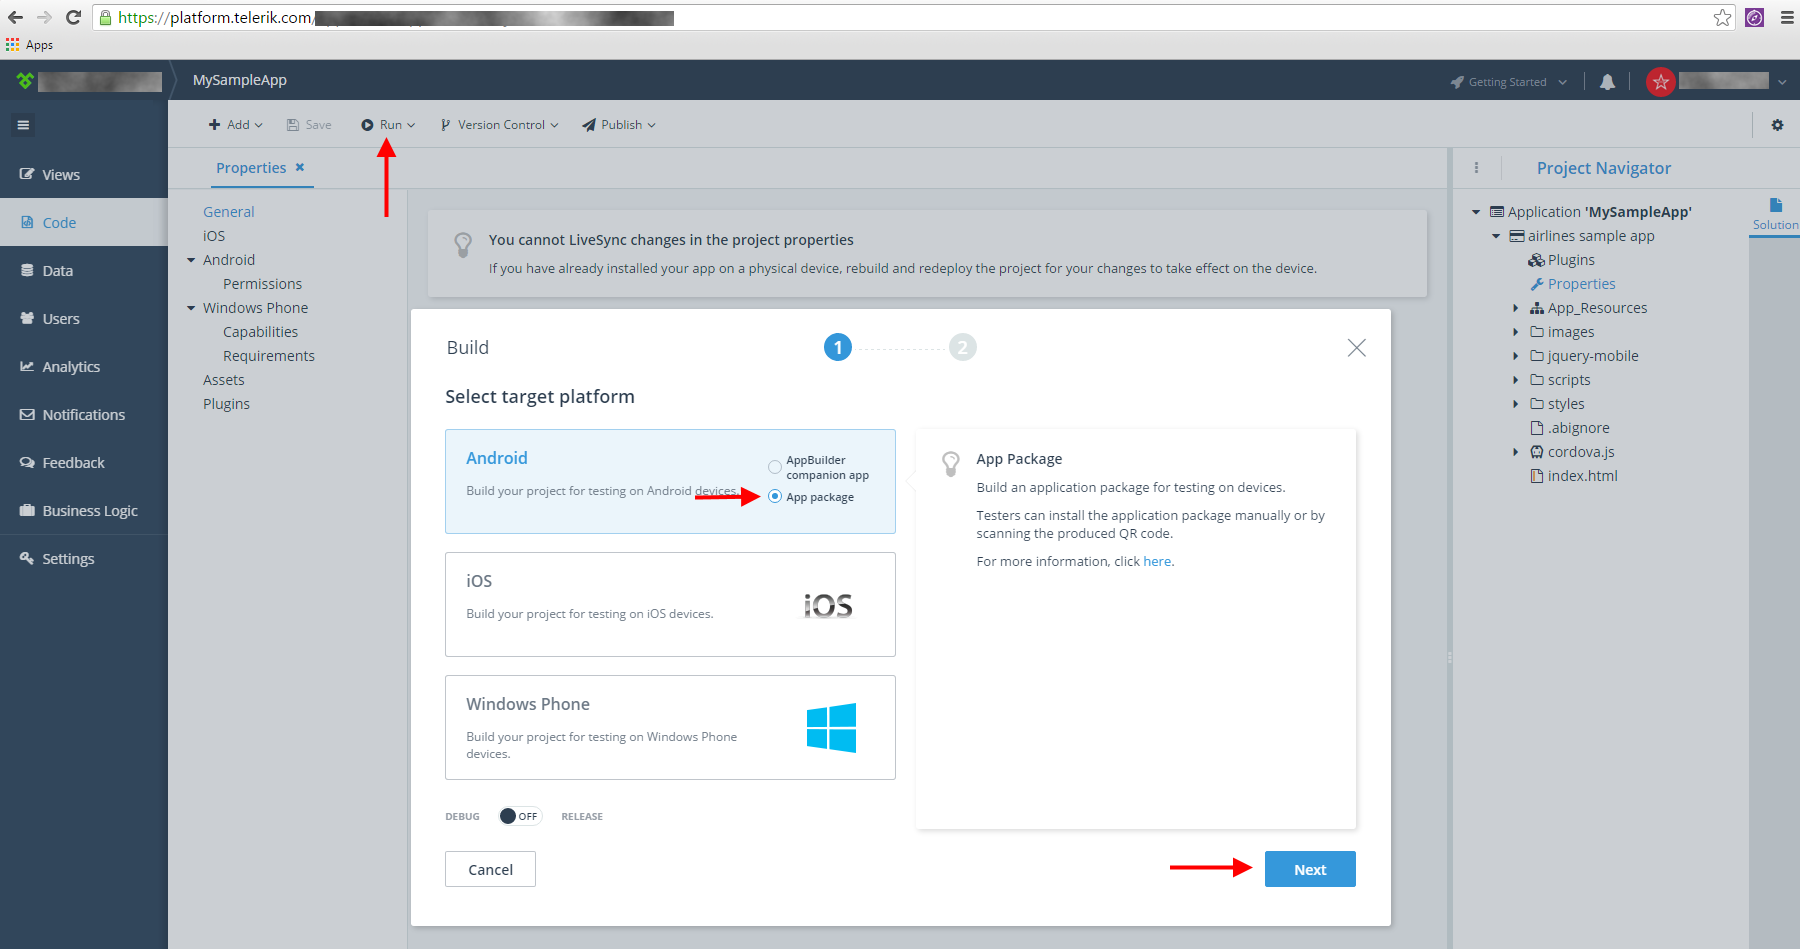 https://platform.telerik.com/
Apps
MySampleApp
Getting Started
Add
Save
Run
Version Control
Publish
Views
Code
Data
Users
Analytics
Notifications
Feedback
Business Logic
Settings
Properties
General
iOS
Android
Permissions
Windows Phone
Capabilities
Requirements
Assets
Plugins
You cannot LiveSync changes in the project properties
If you have already installed your app on a physical device, rebuild and redeploy the project for your changes to take effect on the device.
Build
1
2
Select target platform
Android
Build your project for testing on Android devices.
AppBuilder
companion app
App package
iOS
Build your project for testing on iOS devices.
iOS
Windows Phone
Build your project for testing on Windows Phone
devices.
DEBUG
OFF
RELEASE
Cancel
App Package
Build an application package for testing on devices.
Testers can install the application package manually or by
scanning the produced QR code.
For more information, click here.
Next
Project Navigator
Application 'MySampleApp'
airlines sample app
Plugins
Properties
App_Resources
images
jquery-mobile
scripts
styles
.abignore
cordova.js
index.html
Solution